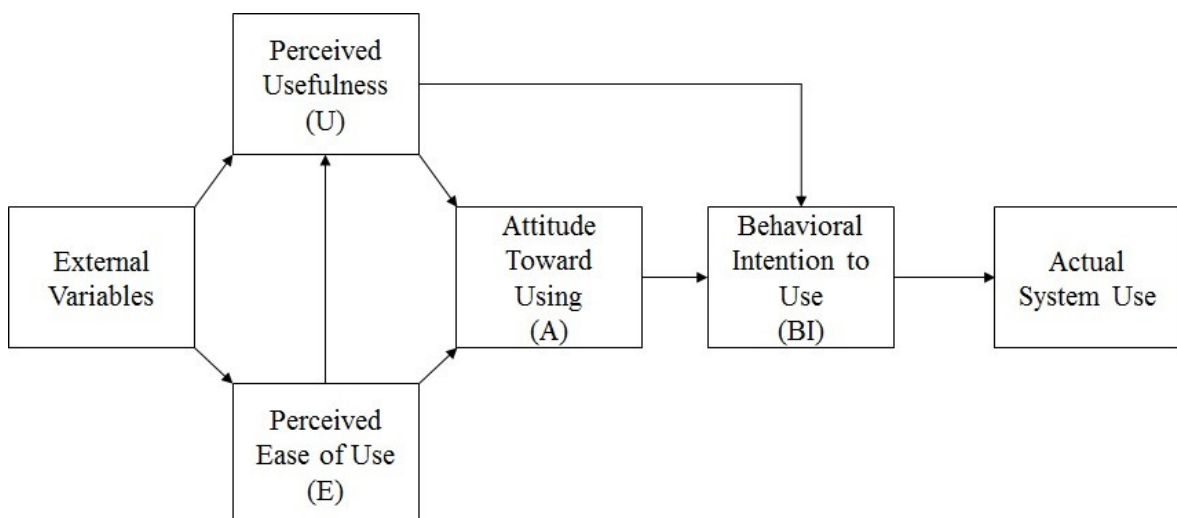 Perceived
Usefulness
(U)
External
Variables
Perceived
Ease of Use
(E)
Attitude
Toward
Using
(A)
Behavioral
Intention to
Use
(BI)
Actual
System Use